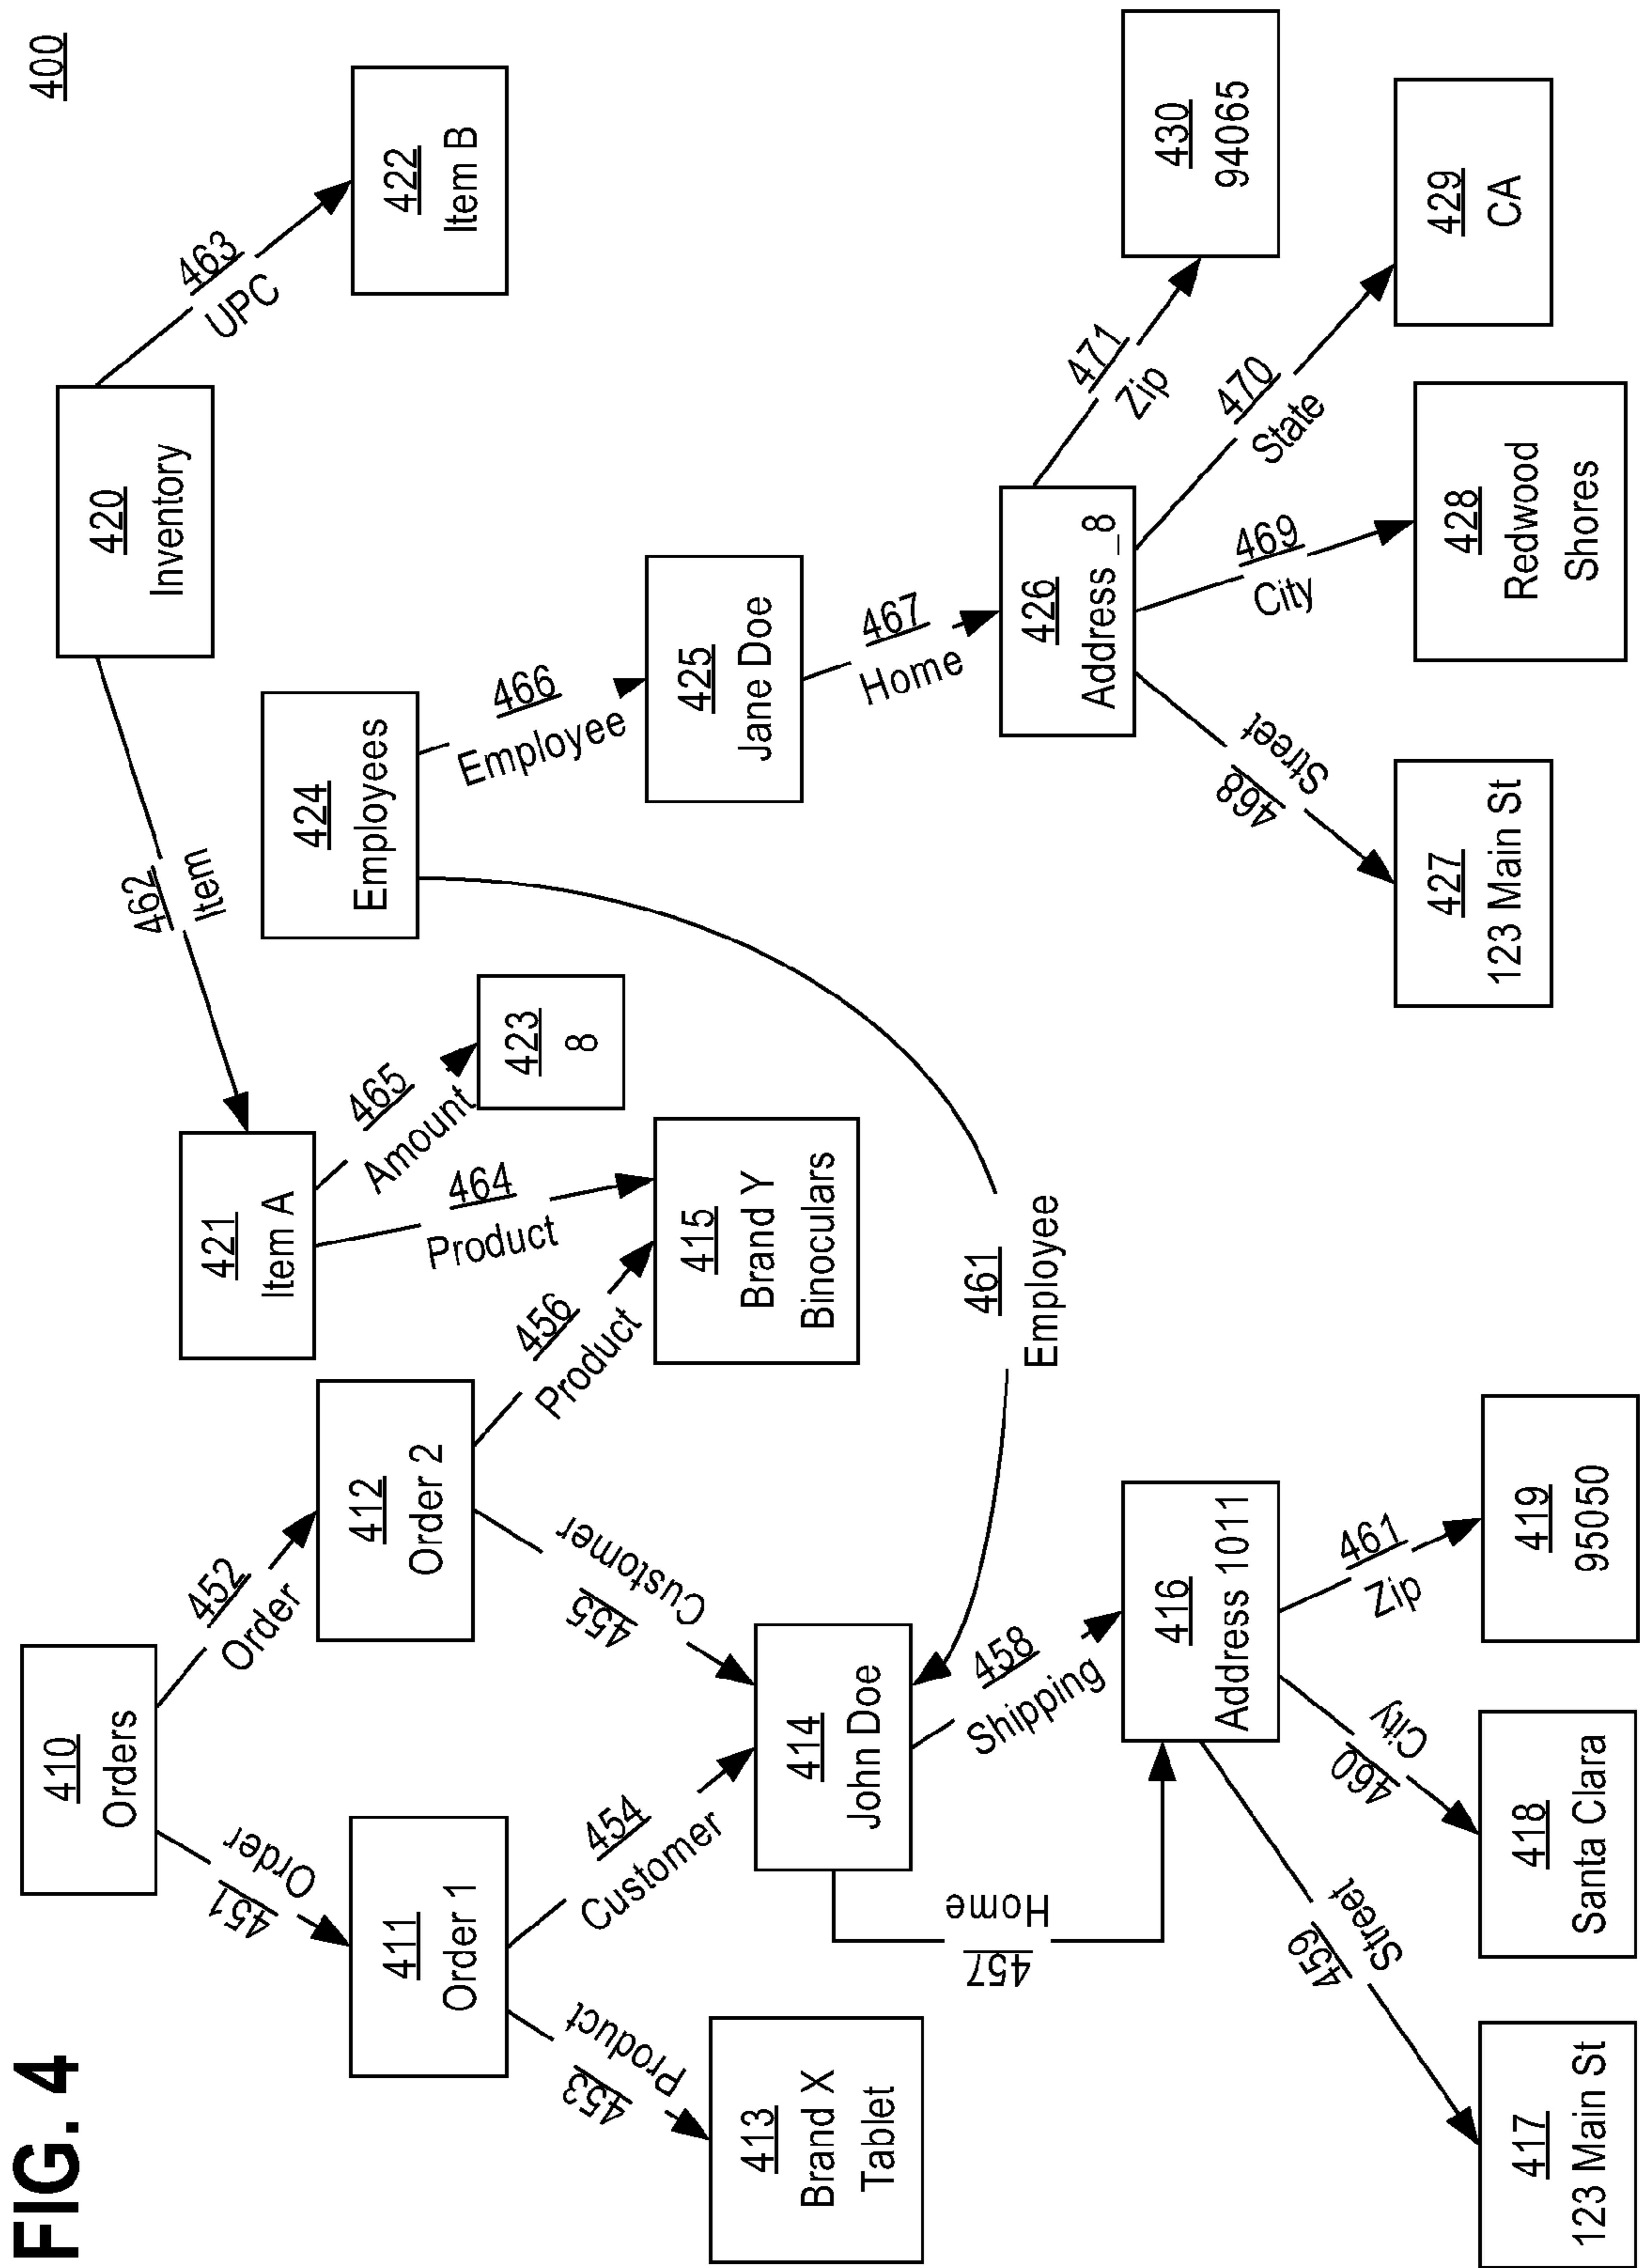 FIG. 4
400
410
Orders
420
Inventory
451
Order
452
Order
462
Item
463
UPC
421
Item A
411
Order 1
412
Order 2
424
Employees
422
Item B
453
Product
454
Customer
455
Customer
456
Product
464
Product
465
Amount
423
8
466
Employee
413
Brand X
Tablet
414
John Doe
415
Brand Y
Binoculars
425
Jane Doe
457
Home
458
Shipping
461
Employee
467
Home
416
Address 1011
426
Address _8
459
Street
460
City
461
Zip
468
Street
469
City
470
State
471
Zip
430
94065
417
123 Main St
418
Santa Clara
419
95050
427
123 Main St
428
Redwood
Shores
429
CA